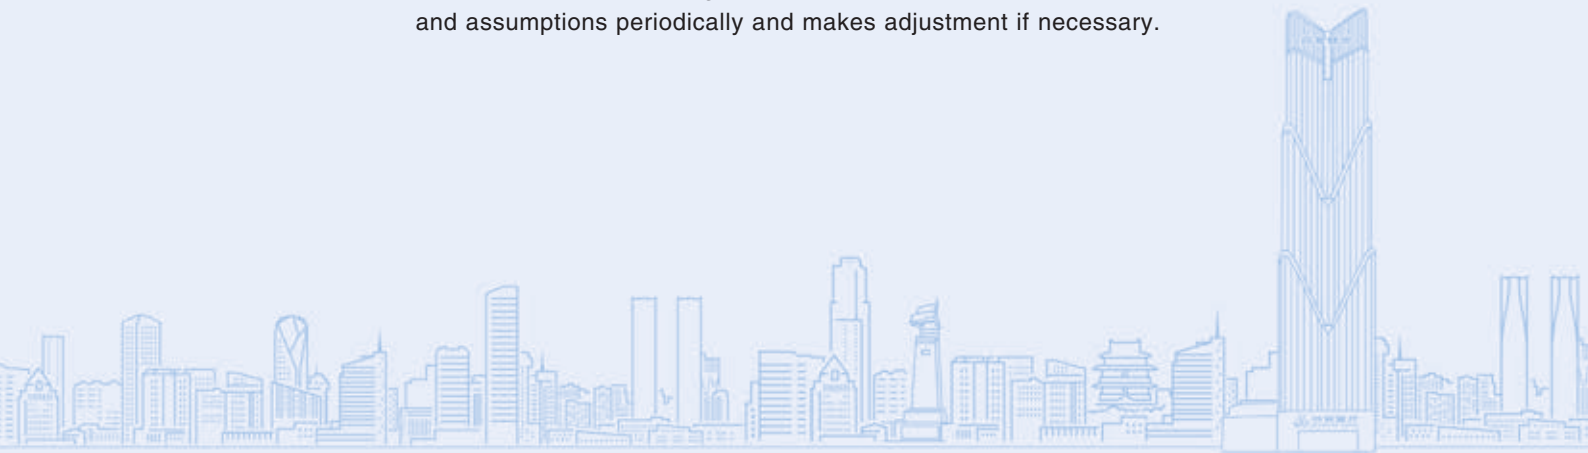 and assumptions periodically and makes adjustment if necessary.